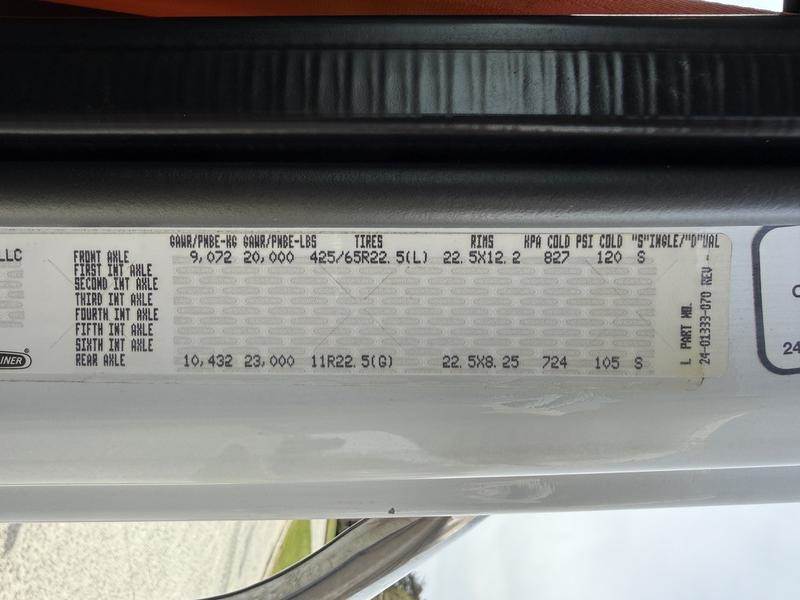 LLC
GAWR/PNBE-KG GAWR/PNBE-LBS TIRES RIMS KPA COLD PSI COLD "S"INGLE/"D"UAL
FRONT AXLE 9,072 20,000 425/65R22.5(L) 22.5X12.2 827 120 S
FIRST INT AXLE
SECOND INT AXLE
THIRD INT AXLE
FOURTH INT AXLE
FIFTH INT AXLE
SIXTH INT AXLE
REAR AXLE 10,432 23,000 11R22.5(G) 22.5X8.25 724 105 S
L PART NO.
24-01333-070 REV -
LINER
24